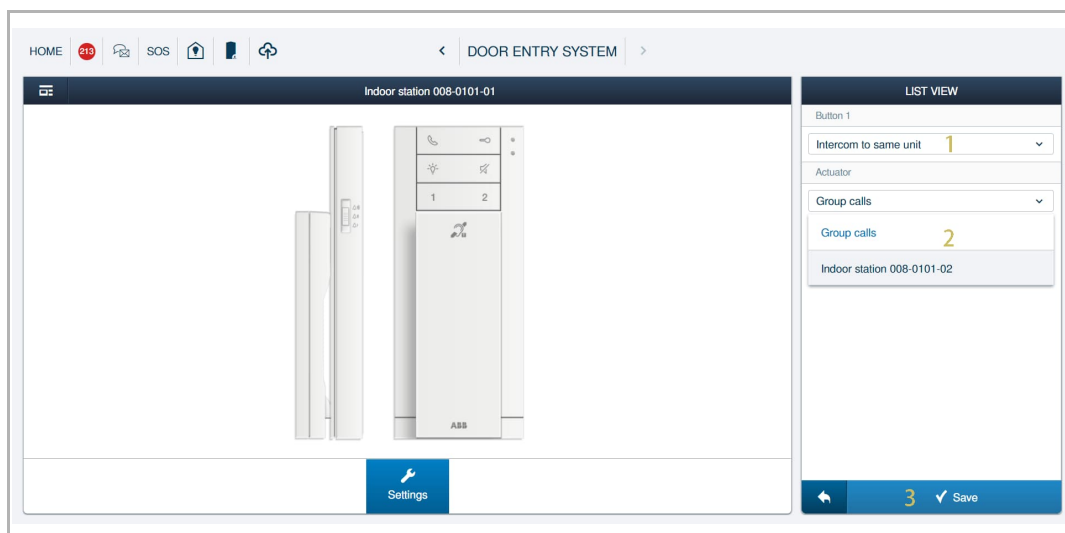 HOME 213 SOS DOOR ENTRY SYSTEM
Indoor station 008-0101-01
1 2
ABB
Settings
LIST VIEW
Button 1
Intercom to same unit 1
Actuator
Group calls
Group calls 2
Indoor station 008-0101-02
3 Save